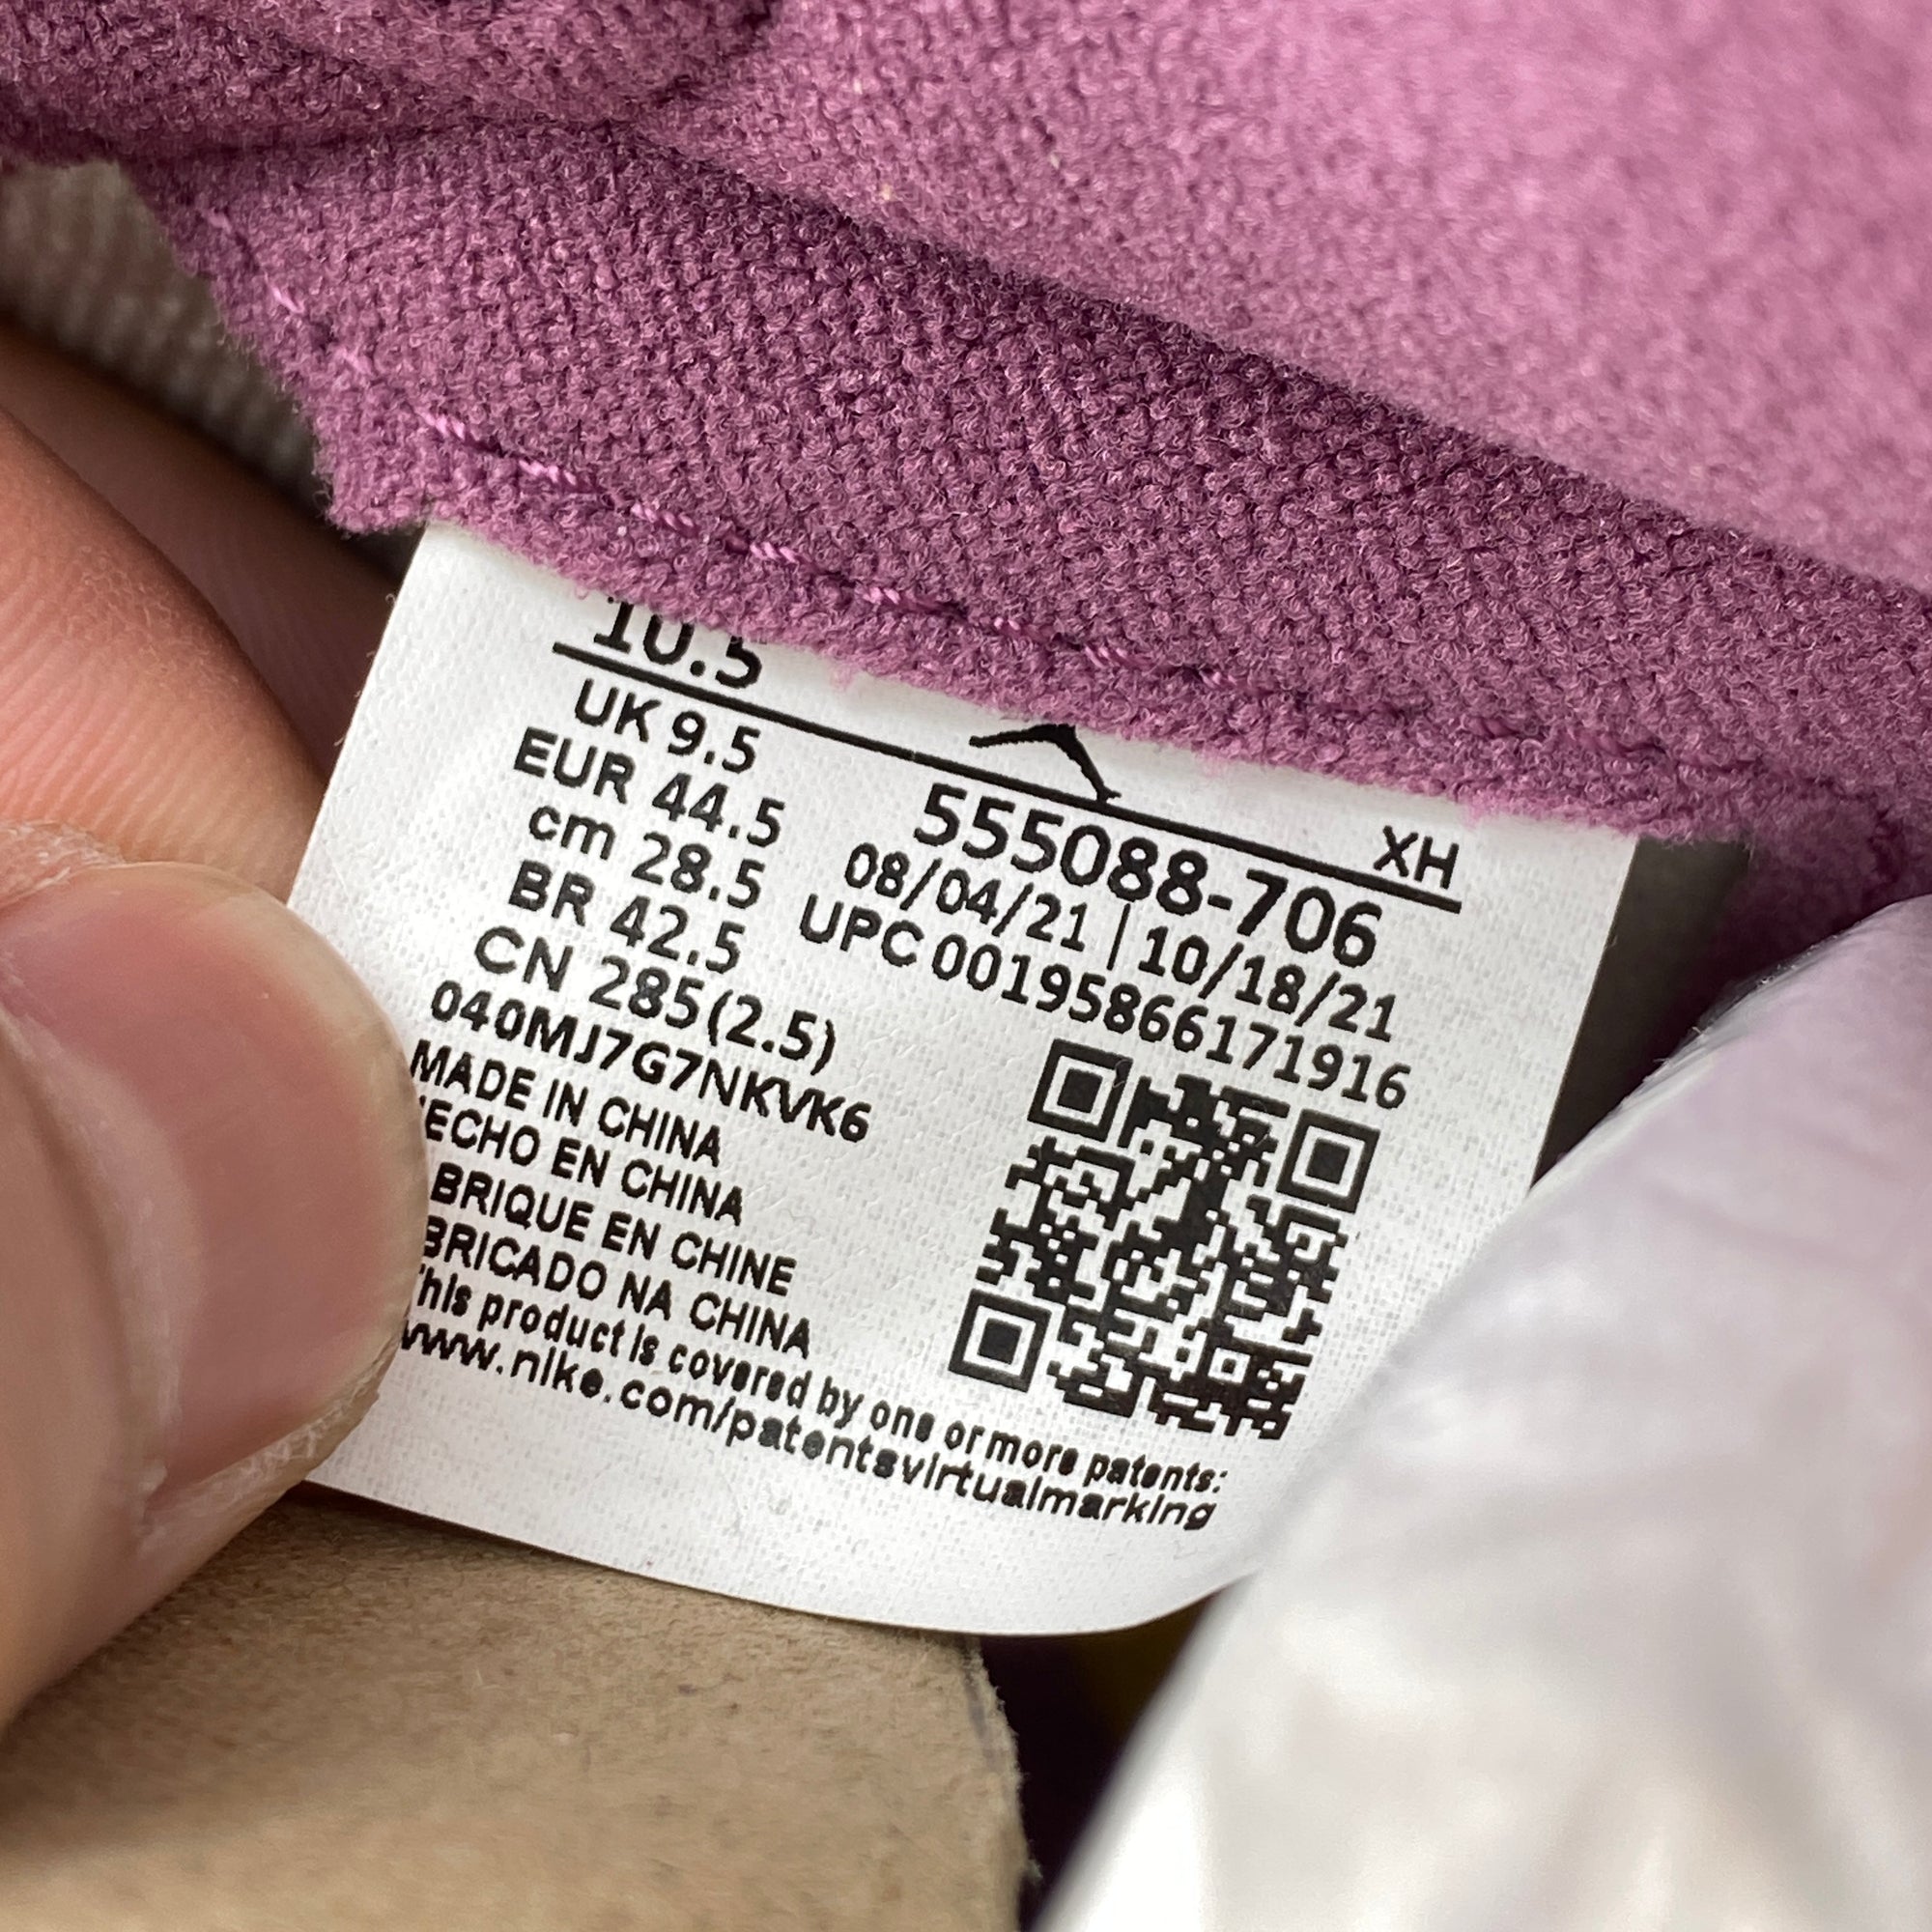 10.5
XH
UK 9.5
EUR 44.5
cm 28.5
BR 42.5
CN 285(2.5)
555088-706
08/04/21 | 10/18/21
UPC 00195866171916
040MJ7G7NKVK6
MADE IN CHINA
ECHO EN CHINA
BRIQUE EN CHINE
BRICADO NA CHINA
This product is covered by one or more patents:
www.nike.com/patentsvirtualmarking